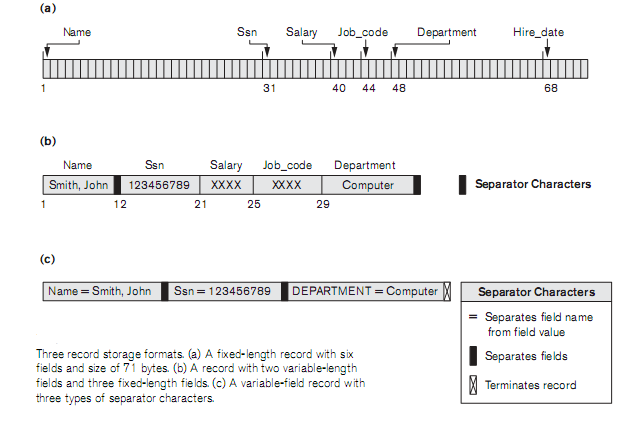 (a)
Name Ssn Salary Job_code Department Hire_date
1 31 40 44 48 68
(b)
Name Ssn Salary Job_code Department
Smith, John 123456789 XXXX XXXX Computer Separator Characters
1 12 21 25 29
(c)
Name = Smith, John Ssn = 123456789 DEPARTMENT = Computer
Separator Characters
= Separates field name
from field value
Separates fields
Terminates record
Three record storage formats. (a) A fixed-length record with six
fields and size of 71 bytes. (b) A record with two variable-length
fields and three fixed-length fields. (c) A variable-field record with
three types of separator characters.